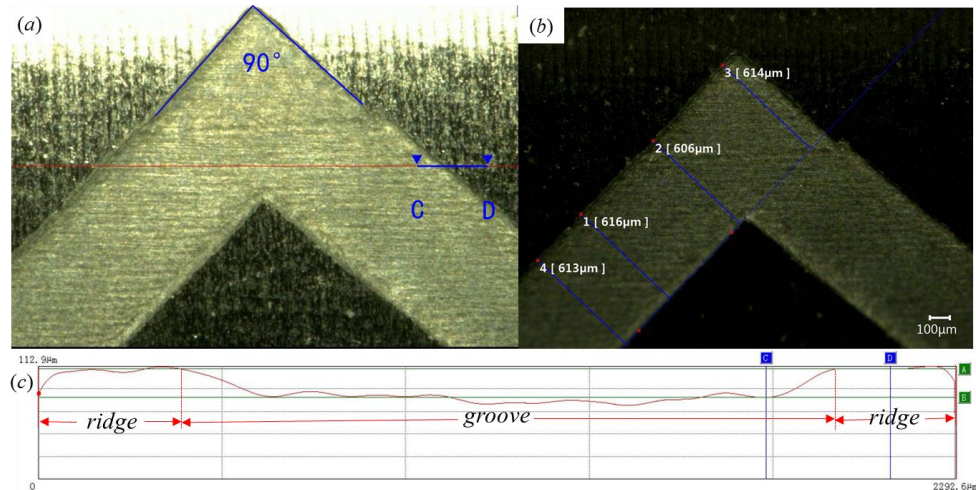 (a)
90°
C
D
(b)
3 [ 614μm ]
2 [ 606μm ]
1 [ 616μm ]
4 [ 613μm ]
100μm
112.9μm
(c)
C
D
A
B
ridge
groove
ridge
0
2292.6μm